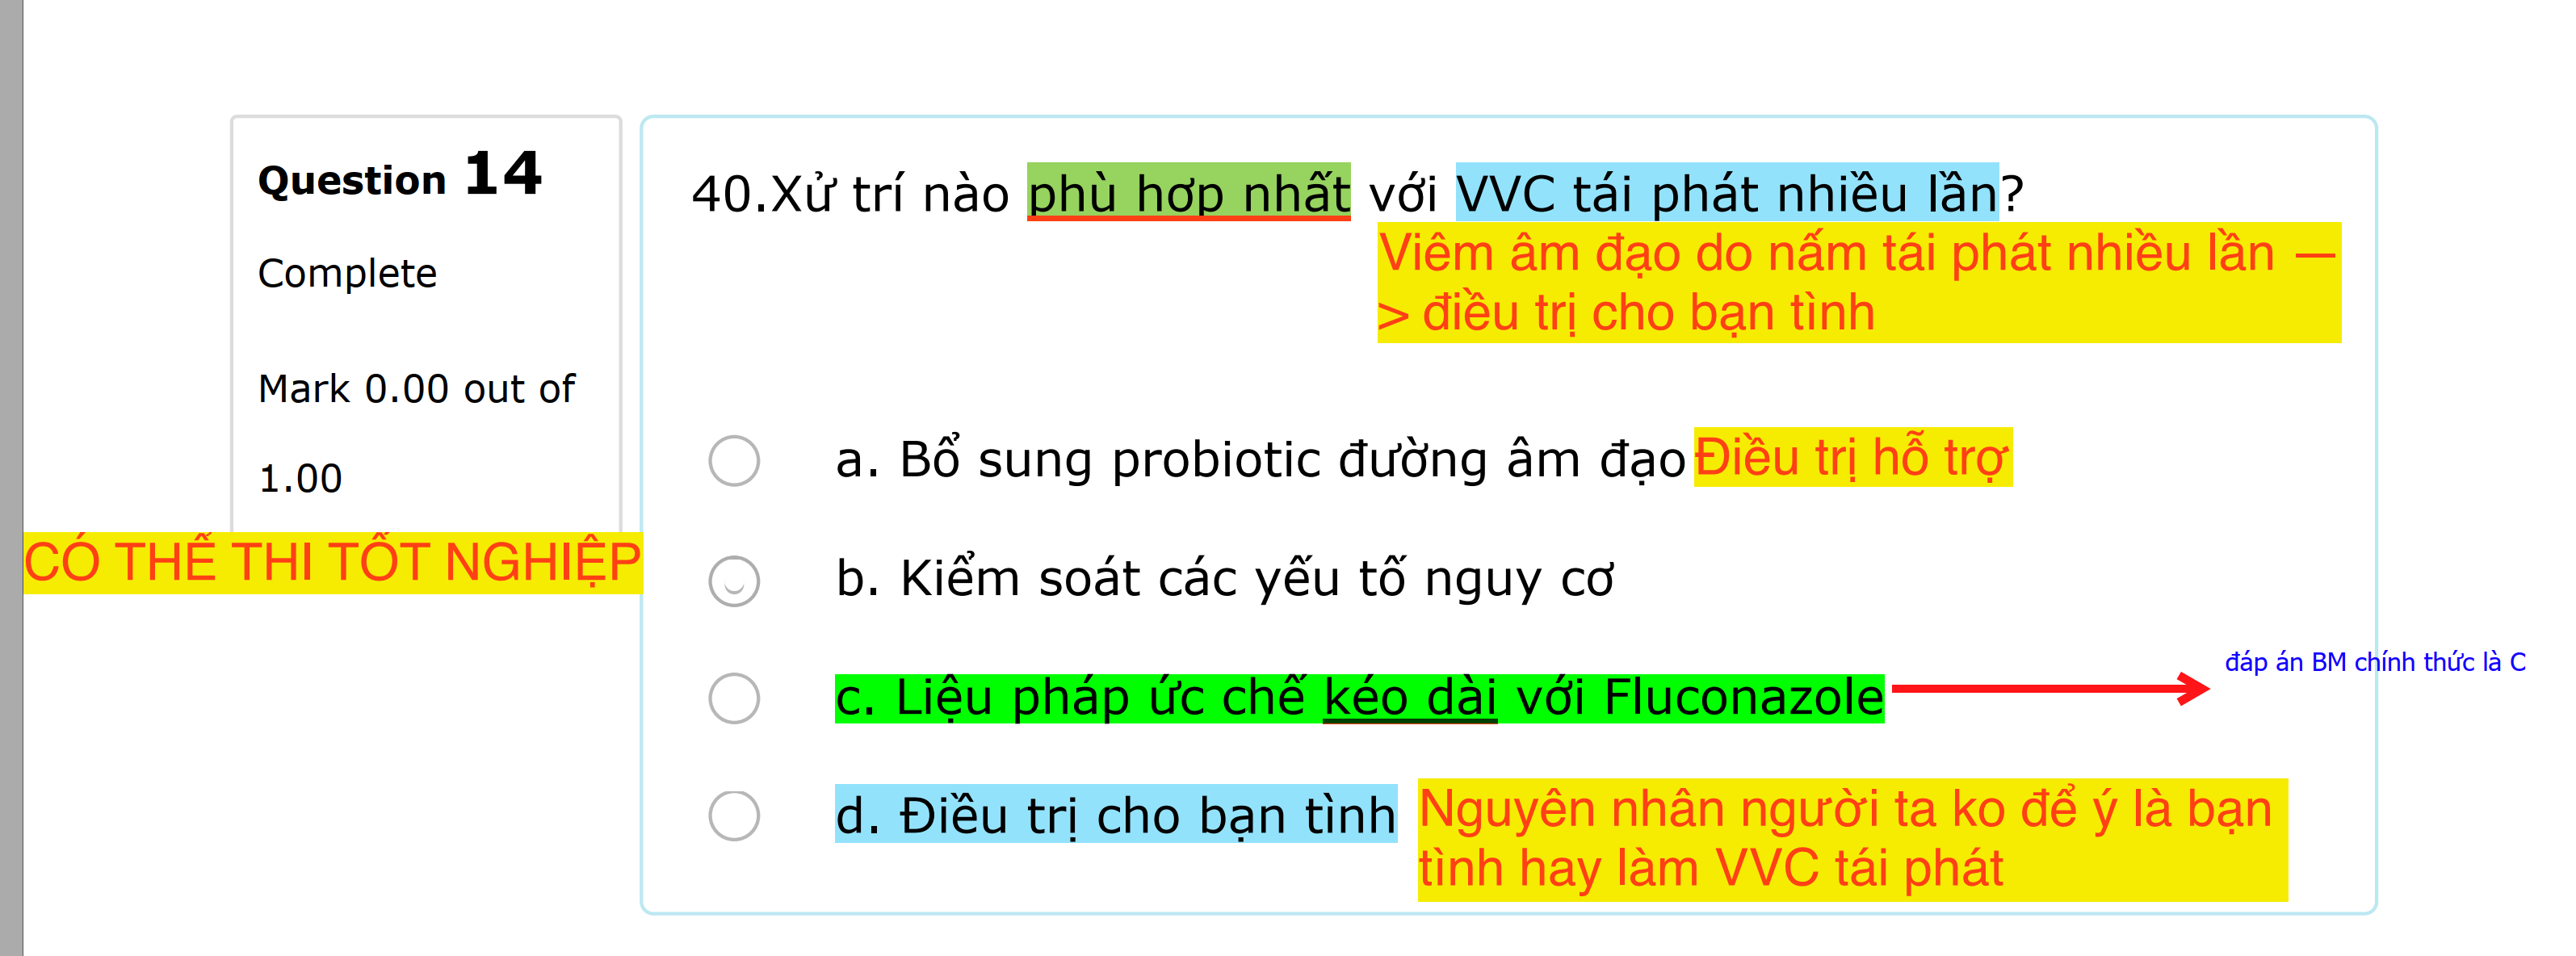 Question 14
Complete
Mark 0.00 out of
1.00
CÓ THỂ THI TỐT NGHIỆP
40.Xử trí nào phù hợp nhất với VVC tái phát nhiều lần?
Viêm âm đạo do nấm tái phát nhiều lần —
> điều trị cho bạn tình
a. Bổ sung probiotic đường âm đạo Điều trị hỗ trợ
b. Kiểm soát các yếu tố nguy cơ
c. Liệu pháp ức chế kéo dài với Fluconazole
đáp án BM chính thức là C
d. Điều trị cho bạn tình
Nguyên nhân người ta ko để ý là bạn
tình hay làm VVC tái phát